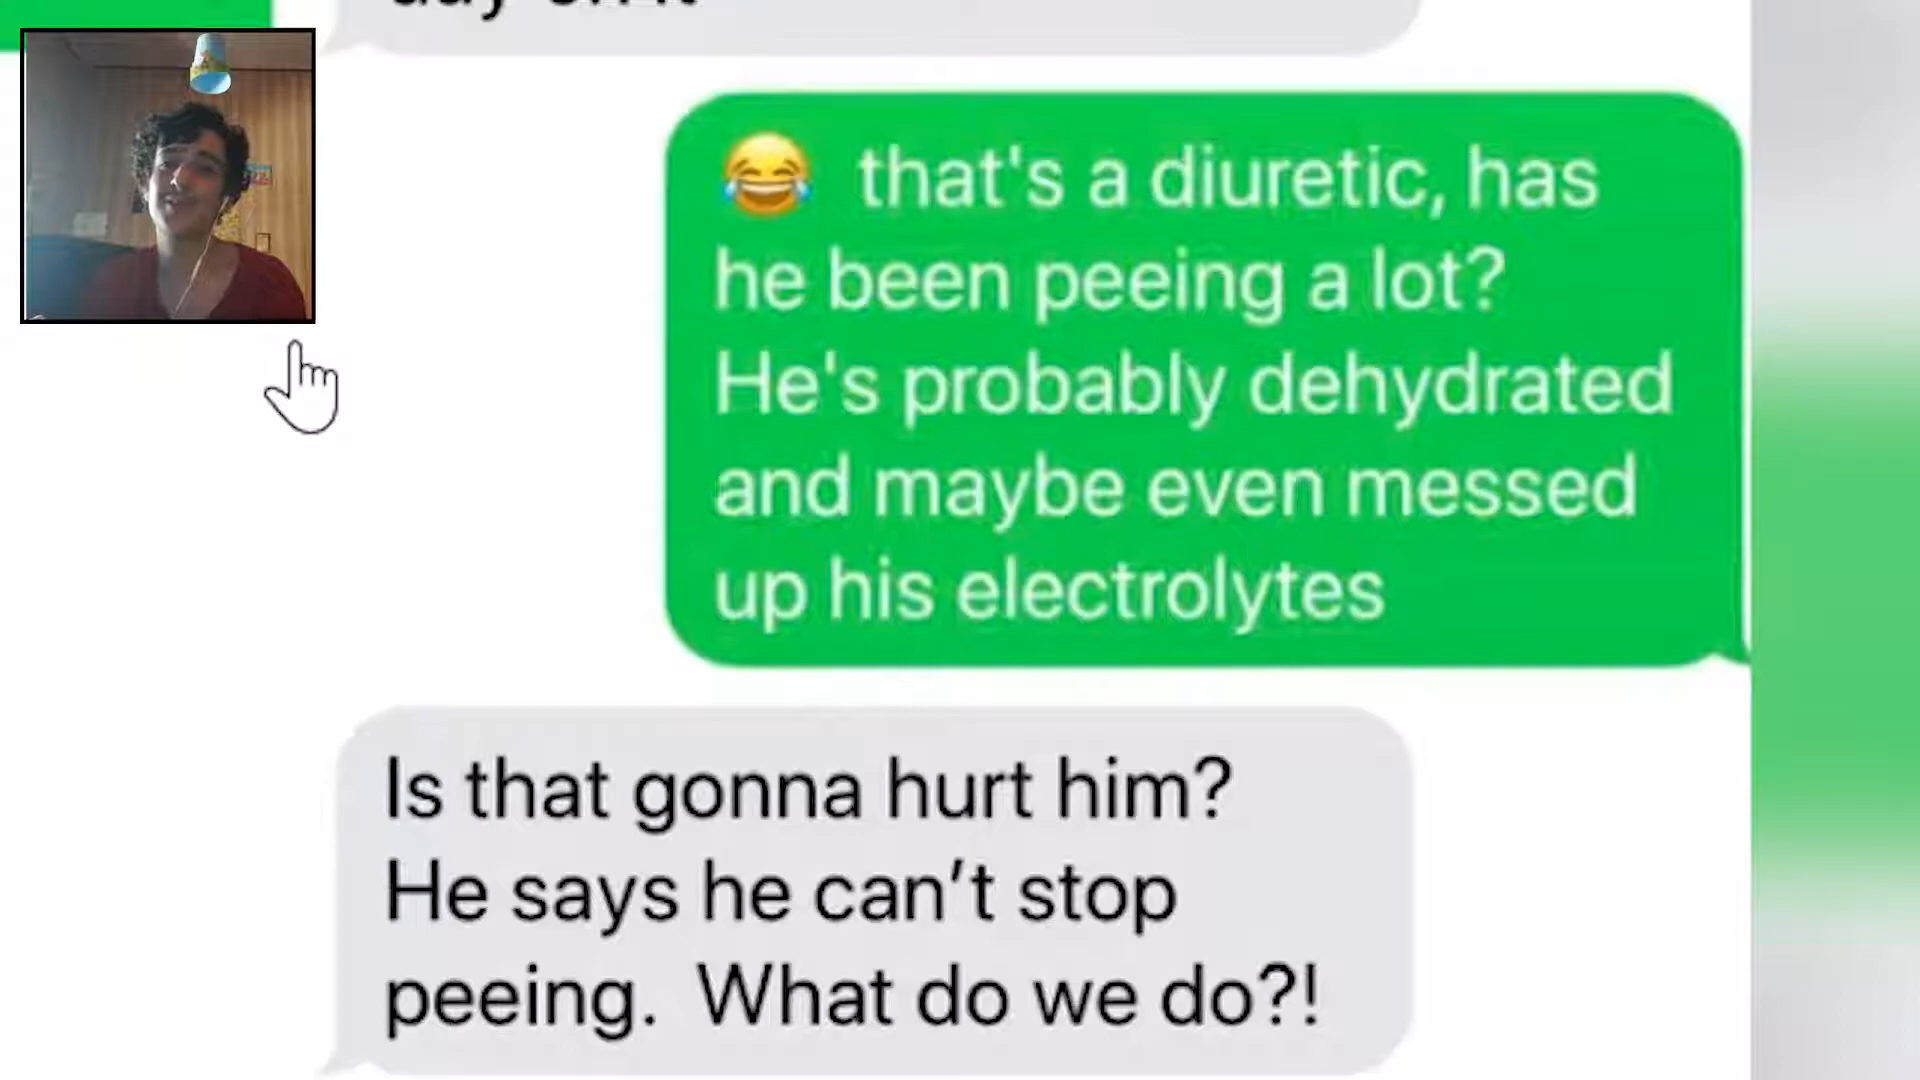 😂 that's a diuretic, has
he been peeing a lot?
He's probably dehydrated
and maybe even messed
up his electrolytes
Is that gonna hurt him?
He says he can’t stop
peeing. What do we do?!